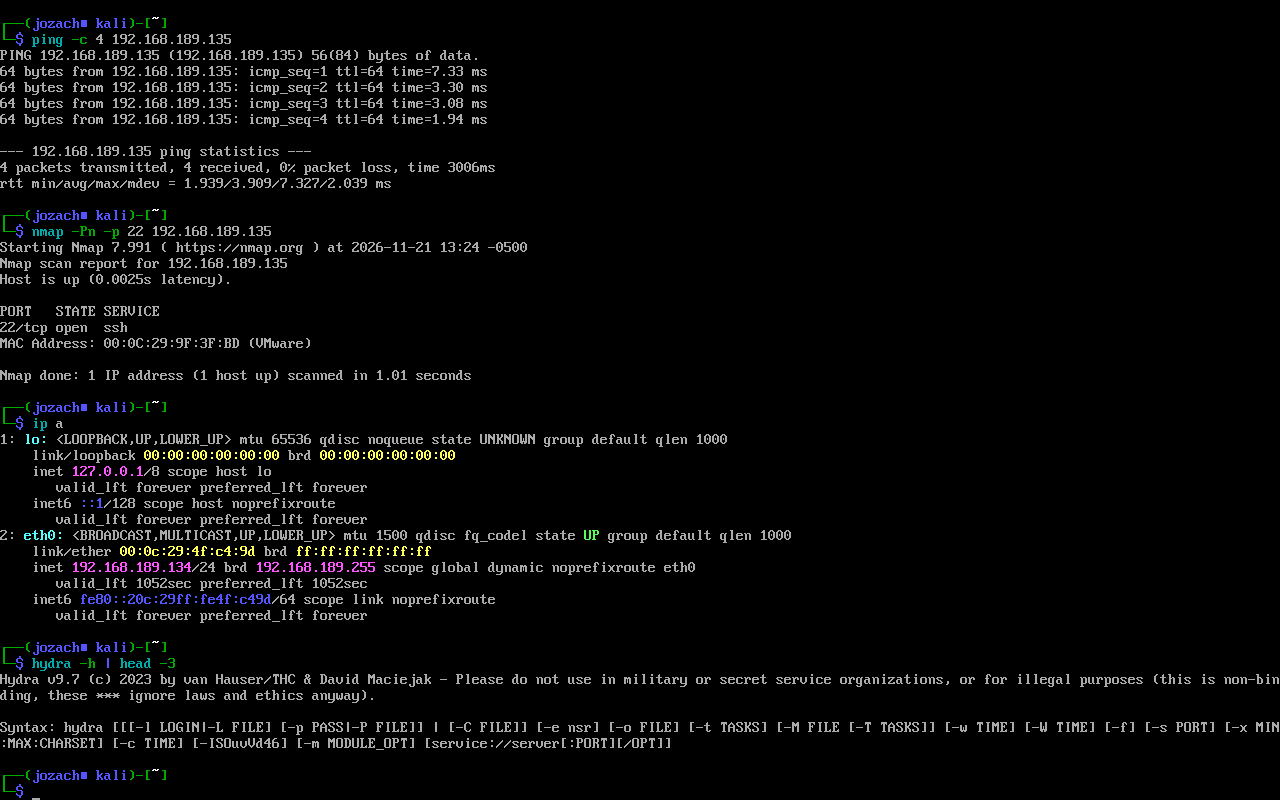 ┌──(jozach■ kali)-[~]
└─$ ping -c 4 192.168.189.135
PING 192.168.189.135 (192.168.189.135) 56(84) bytes of data.
64 bytes from 192.168.189.135: icmp_seq=1 ttl=64 time=7.33 ms
64 bytes from 192.168.189.135: icmp_seq=2 ttl=64 time=3.30 ms
64 bytes from 192.168.189.135: icmp_seq=3 ttl=64 time=3.08 ms
64 bytes from 192.168.189.135: icmp_seq=4 ttl=64 time=1.94 ms

--- 192.168.189.135 ping statistics ---
4 packets transmitted, 4 received, 0% packet loss, time 3006ms
rtt min/avg/max/mdev = 1.939/3.909/7.327/2.039 ms

┌──(jozach■ kali)-[~]
└─$ nmap -Pn -p 22 192.168.189.135
Starting Nmap 7.991 ( https://nmap.org ) at 2026-11-21 13:24 -0500
Nmap scan report for 192.168.189.135
Host is up (0.0025s latency).

PORT   STATE SERVICE
22/tcp open  ssh
MAC Address: 00:0C:29:9F:3F:BD (VMware)

Nmap done: 1 IP address (1 host up) scanned in 1.01 seconds

┌──(jozach■ kali)-[~]
└─$ ip a
1: lo: <LOOPBACK,UP,LOWER_UP> mtu 65536 qdisc noqueue state UNKNOWN group default qlen 1000
    link/loopback 00:00:00:00:00:00 brd 00:00:00:00:00:00
    inet 127.0.0.1/8 scope host lo
       valid_lft forever preferred_lft forever
    inet6 ::1/128 scope host noprefixroute
       valid_lft forever preferred_lft forever
2: eth0: <BROADCAST,MULTICAST,UP,LOWER_UP> mtu 1500 qdisc fq_codel state UP group default qlen 1000
    link/ether 00:0c:29:4f:c4:9d brd ff:ff:ff:ff:ff:ff
    inet 192.168.189.134/24 brd 192.168.189.255 scope global dynamic noprefixroute eth0
       valid_lft 1052sec preferred_lft 1052sec
    inet6 fe80::20c:29ff:fe4f:c49d/64 scope link noprefixroute
       valid_lft forever preferred_lft forever

┌──(jozach■ kali)-[~]
└─$ hydra -h | head -3
Hydra v9.7 (c) 2023 by van Hauser/THC & David Maciejak - Please do not use in military or secret service organizations, or for illegal purposes (this is non-bin
ding, these *** ignore laws and ethics anyway).

Syntax: hydra [[[-l LOGIN|-L FILE] [-p PASS|-P FILE]] | [-C FILE]] [-e nsr] [-o FILE] [-t TASKS] [-M FILE [-T TASKS]] [-w TIME] [-W TIME] [-f] [-s PORT] [-x MIN
:MAX:CHARSET] [-c TIME] [-ISOuvVd46] [-m MODULE_OPT] [service://server[:PORT][/OPT]]

┌──(jozach■ kali)-[~]
└─$ _